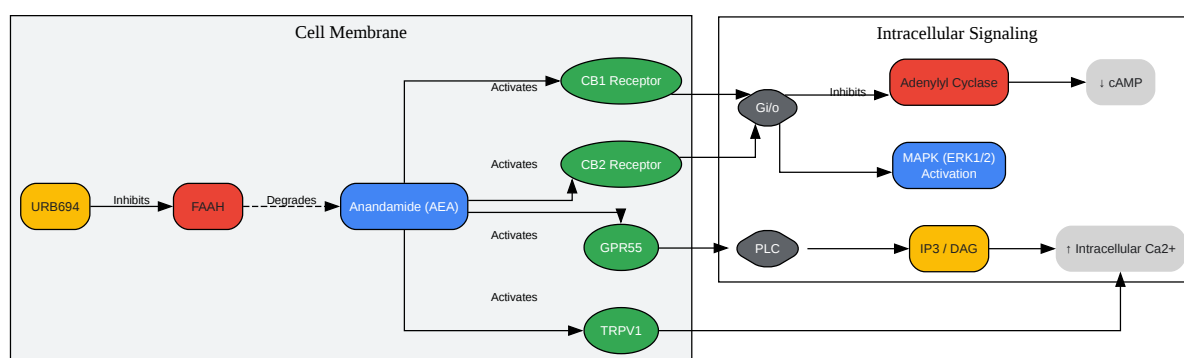 Cell Membrane
Intracellular Signaling
CB1 Receptor
Activates
Gi/o
Inhibits
Adenylyl Cyclase
↓ cAMP
Activates
CB2 Receptor
MAPK (ERK1/2)
Activation
URB694
Inhibits
FAAH
Degrades
Anandamide (AEA)
Activates
GPR55
PLC
IP3 / DAG
↑ Intracellular Ca2+
Activates
TRPV1